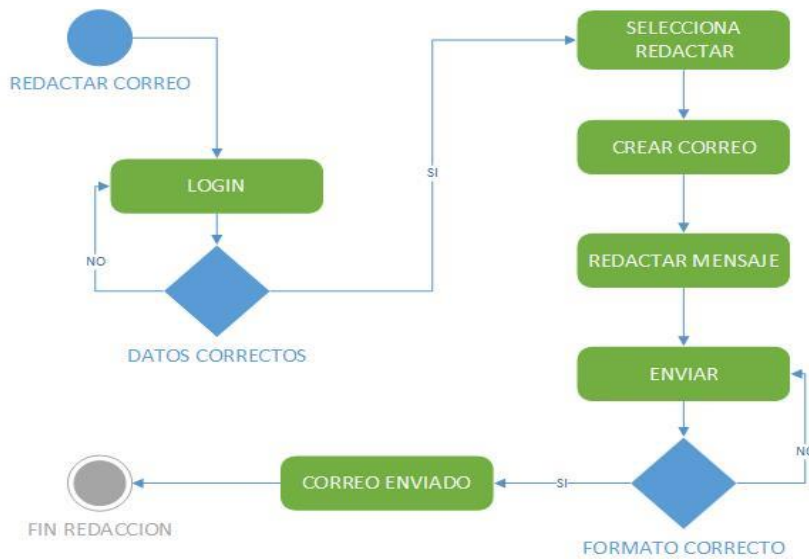 REDACTAR CORREO
LOGIN
NO
DATOS CORRECTOS
SI
SELECCIONA
REDACTAR
CREAR CORREO
REDACTAR MENSAJE
ENVIAR
NO
FORMATO CORRECTO
SI
CORREO ENVIADO
FIN REDACCION